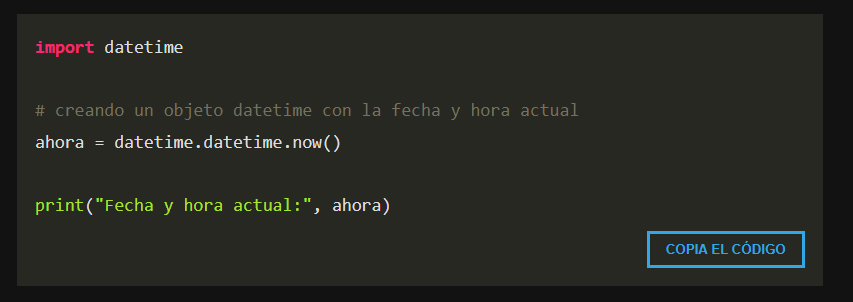 import datetime
# creando un objeto datetime con la fecha y hora actual
ahora = datetime.datetime.now()
print("Fecha y hora actual:", ahora)
COPIA EL CÓDIGO